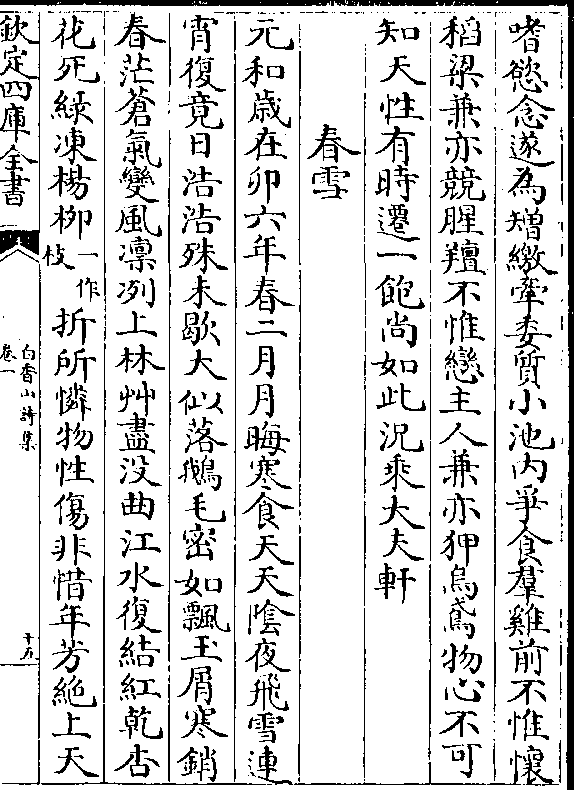 嗜慾念遂為矰繳牽委質小池内爭食羣雞前不惟懷
稻粱兼亦競腥羶不惟戀主人兼亦狎烏鳶物心不可
知天性有時遷一飽尚如此況乗大夫軒
春雪
元和歳在卯六年春二月月晦寒食天天隂夜飛雪連
宵復竟日浩浩殊未歇大似落鵝毛密如飄玉屑寒銷
春茫蒼氣變風凛冽上林艸盡没曲江水復結紅乾杏
花死緑凍楊柳一作枝折所憐物性傷非惜年芳絶上天
欽定四庫全書
白香山詩集
卷一
十五